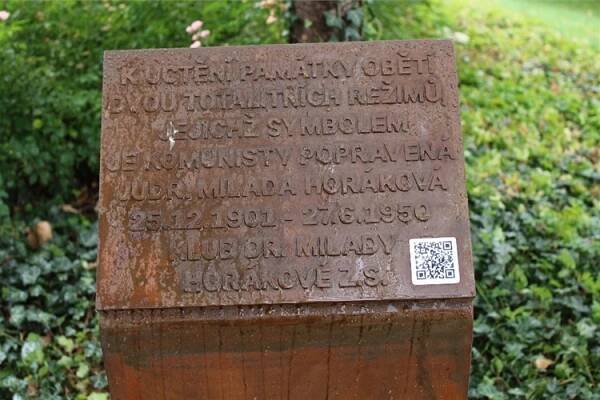 K UCTĚNÍ PAMÁTKY OBĚTÍ
DVOU TOTALITNÍCH REŽIMŮ,
JEJICHŽ SYMBOLEM
JE KOMUNISTY POPRAVENÁ
JUDR. MILADA HORÁKOVÁ
25.12.1901 - 27.6.1950
KLUB DR. MILADY
HORÁKOVÉ Z.S.